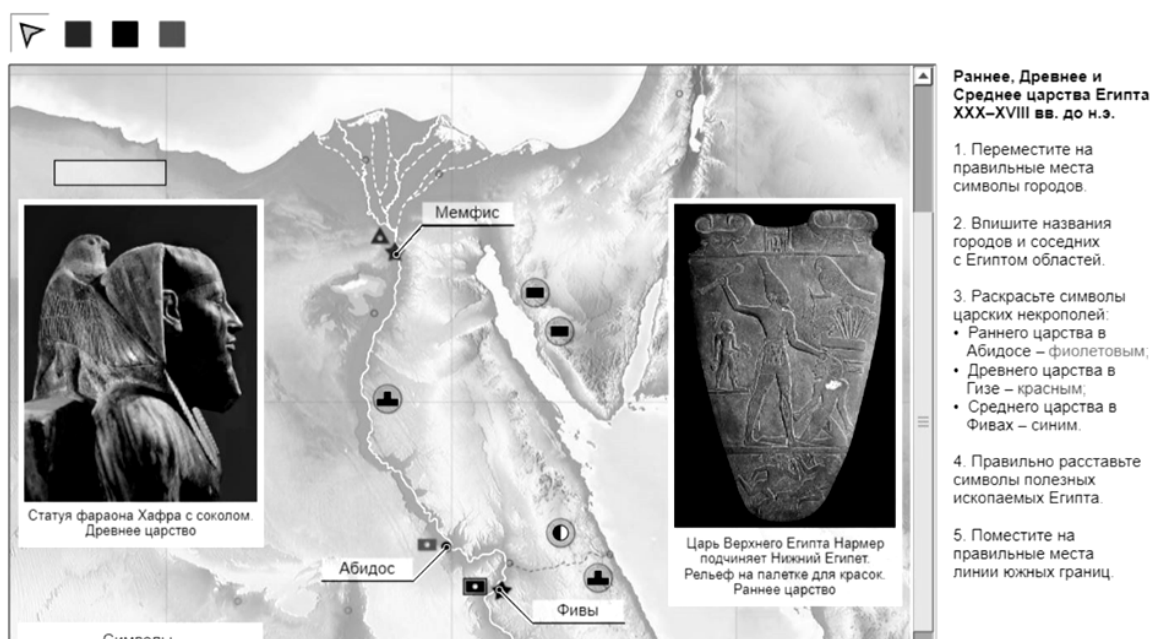 Раннее, Древнее и
Среднее царства Египта
XXX–XVIII вв. до н.э.
1. Переместите на
правильные места
символы городов.
2. Впишите названия
городов и соседних
с Египтом областей.
3. Раскрасьте символы
царских некрополей:
• Раннего царства в
Абидосе – фиолетовым;
• Древнего царства в
Гизе – красным;
• Среднего царства в
Фивах – синим.
4. Правильно расставьте
символы полезных
ископаемых Египта.
5. Поместите на
правильные места
линии южных границ.
Мемфис
Статуя фараона Хафра с соколом.
Древнее царство
Царь Верхнего Египта Нармер
подчиняет Нижний Египет.
Рельеф на палетке для красок.
Раннее царство
Абидос
Фивы
Символы